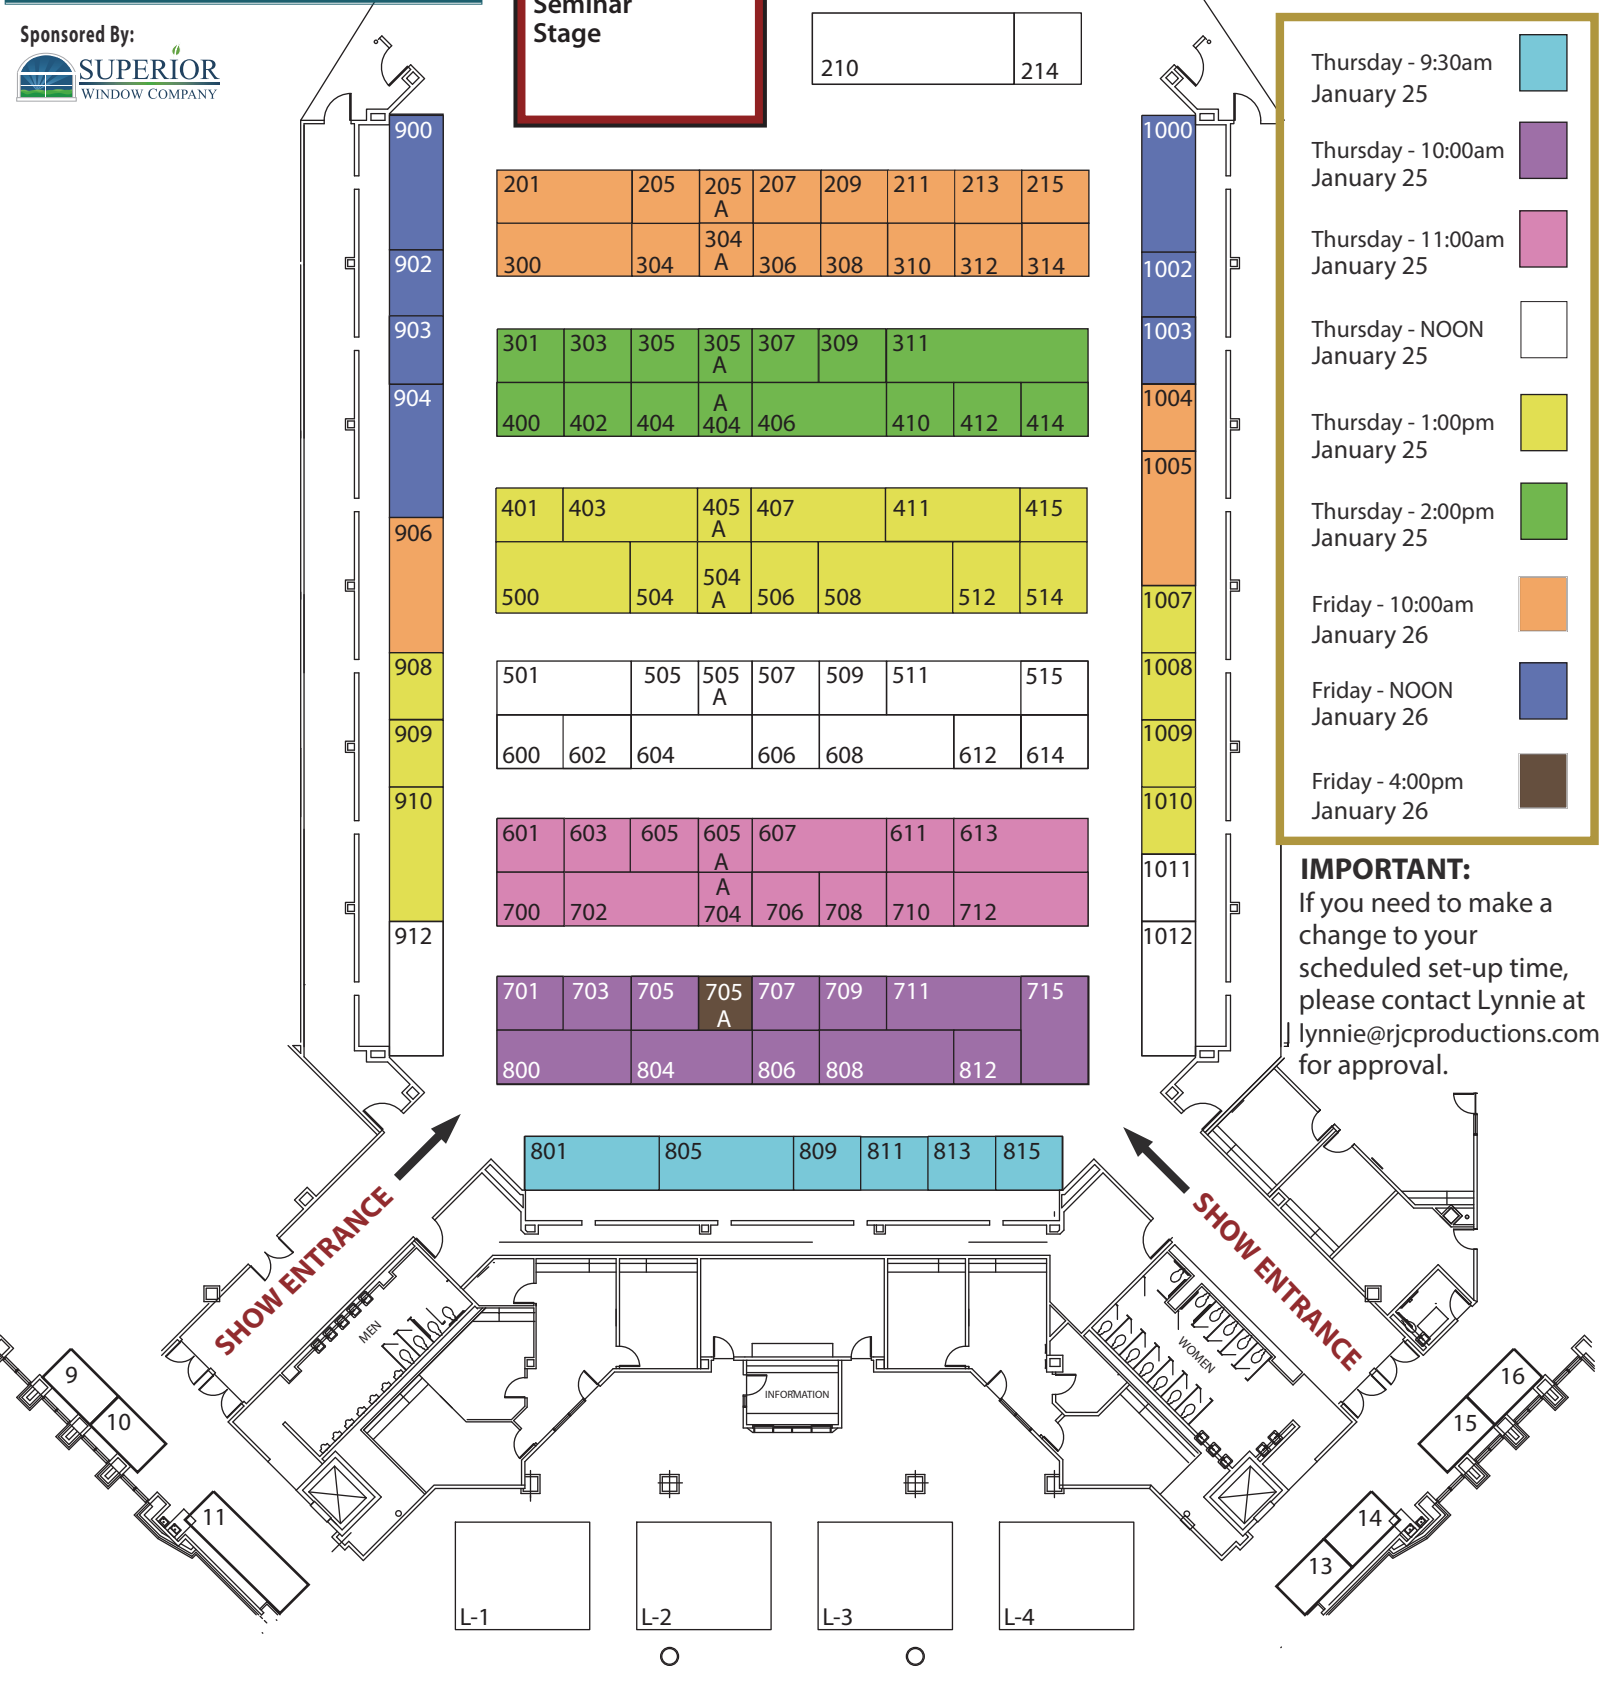 Seminar
Stage
Sponsored By:
SUPERIOR
WINDOW COMPANY
210
214
Thursday - 9:30am
January 25
Thursday - 10:00am
January 25
Thursday - 11:00am
January 25
Thursday - NOON
January 25
Thursday - 1:00pm
January 25
Thursday - 2:00pm
January 25
Friday - 10:00am
January 26
Friday - NOON
January 26
Friday - 4:00pm
January 26
IMPORTANT:
If you need to make a
change to your
scheduled set-up time,
please contact Lynnie at
lynnie@rjcproductions.com
for approval.
900
902
903
904
906
908
909
910
912
201 205 205 A 207 209 211 213 215
300 304 304 A 306 308 310 312 314
301 303 305 305 A 307 309 311
400 402 404 A 404 406 410 412 414
401 403 405 A 407 411 415
500 504 504 A 506 508 512 514
501 505 505 A 507 509 511 515
600 602 604 606 608 612 614
601 603 605 605 A 607 611 613
700 702 A 704 706 708 710 712
701 703 705 705 A 707 709 711 715
800 804 806 808 812
801 805 809 811 813 815
1000
1002
1003
1004
1005
1007
1008
1009
1010
1011
1012
SHOW ENTRANCE
SHOW ENTRANCE
MEN
WOMEN
INFORMATION
9
10
11
16
15
14
13
L-1 L-2 L-3 L-4